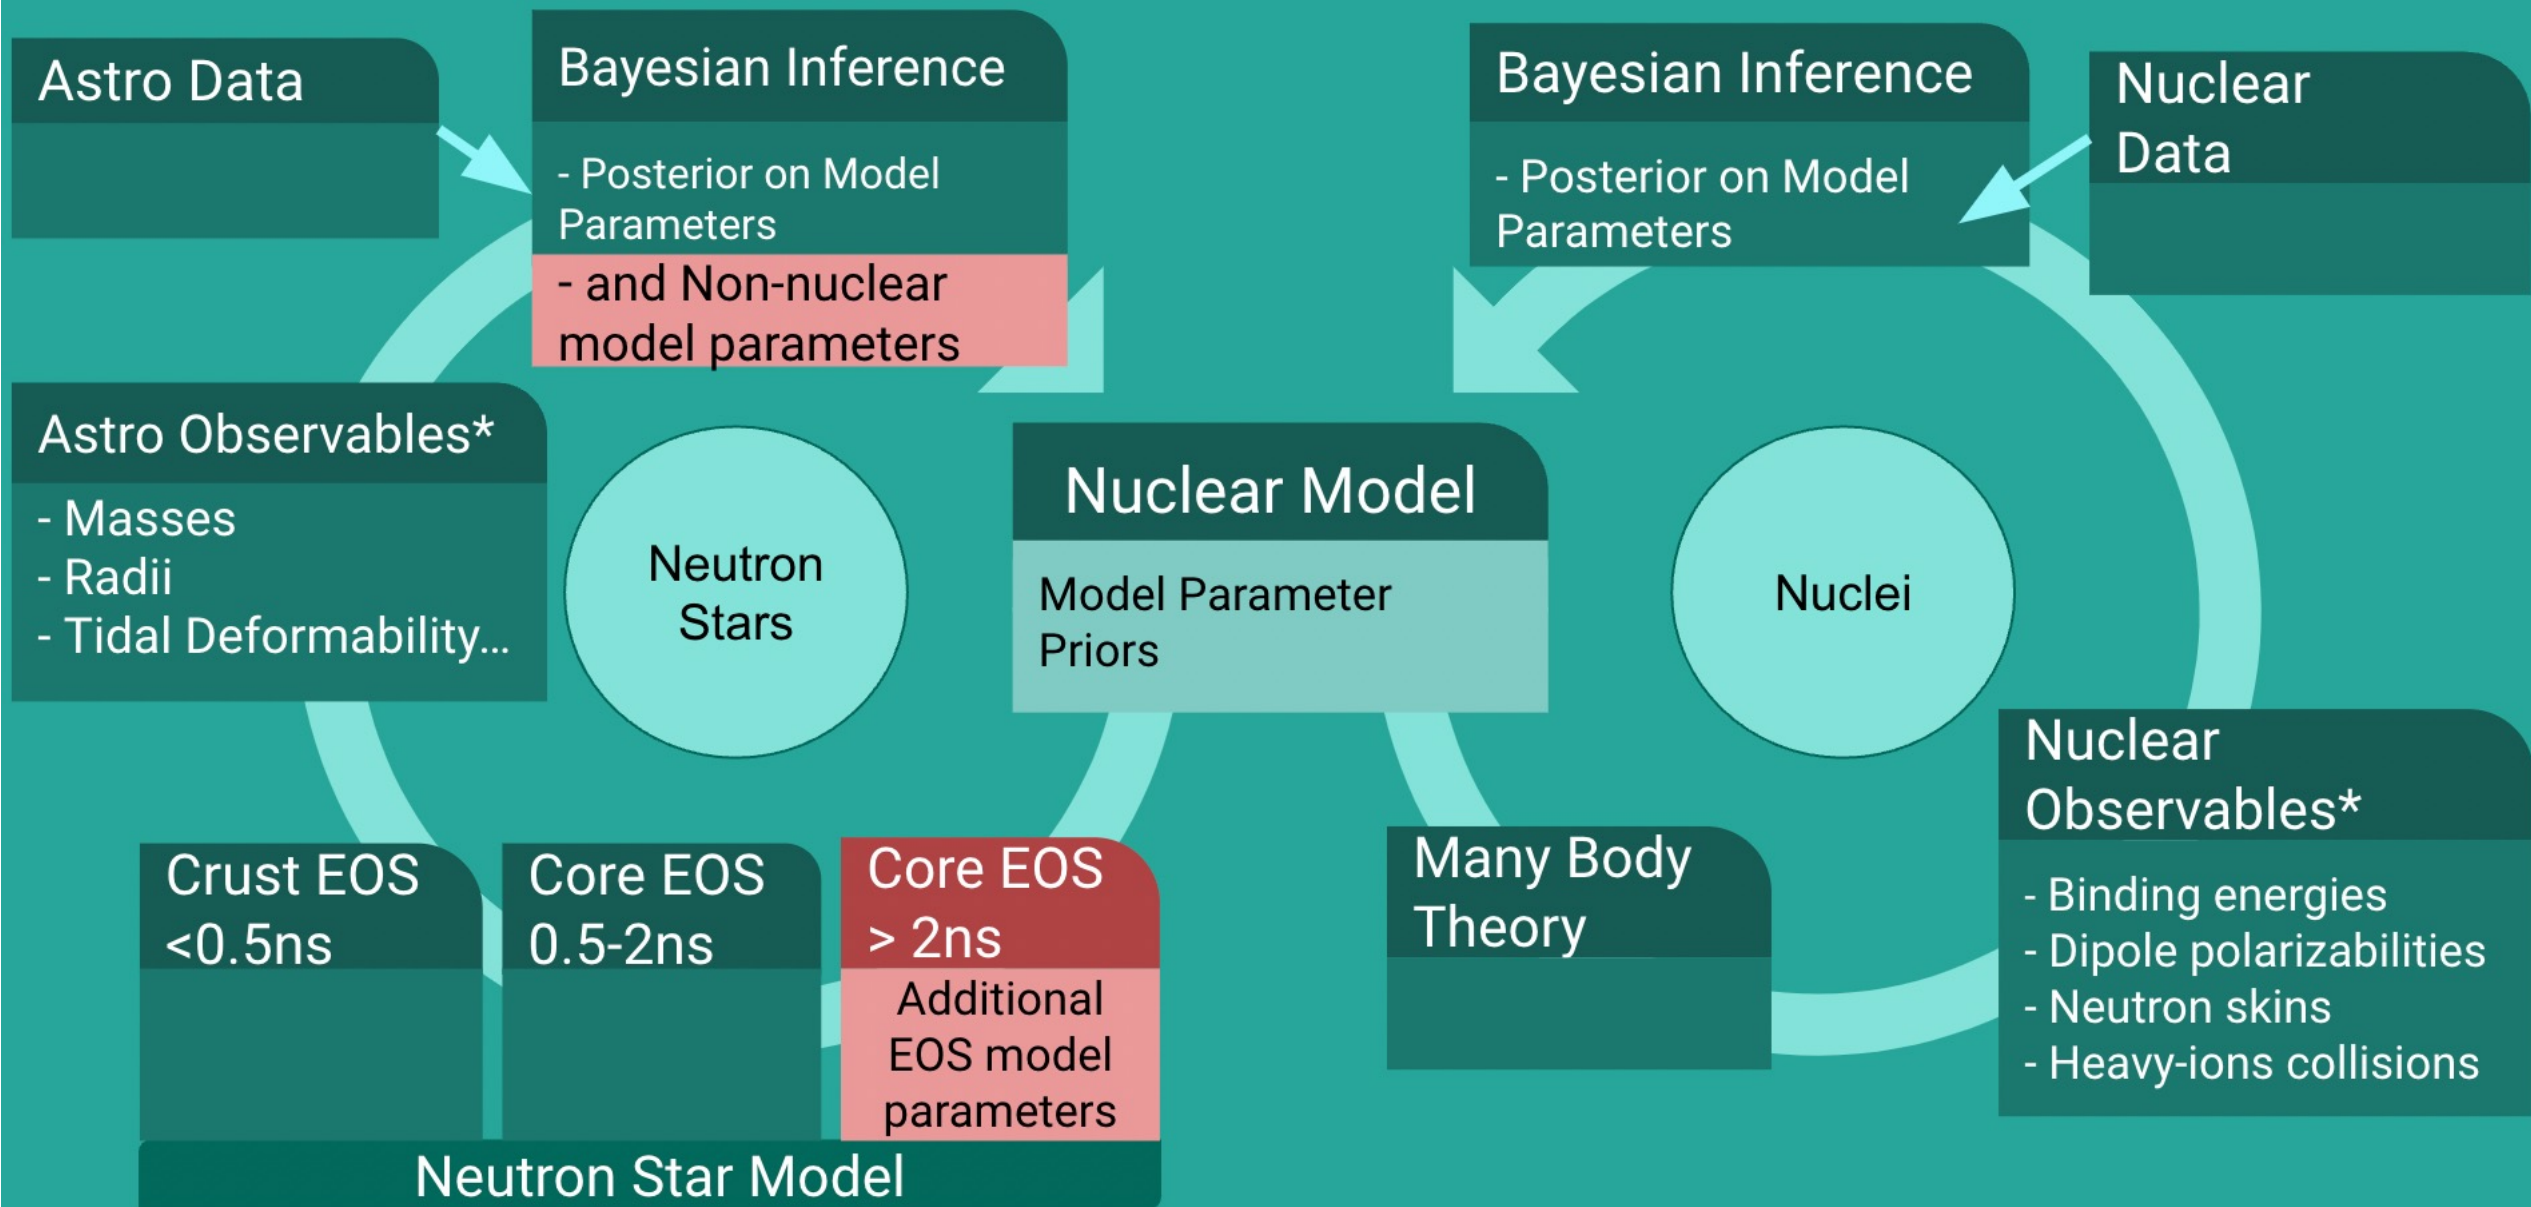 Astro Data
Bayesian Inference
- Posterior on Model
Parameters
- and Non-nuclear
model parameters
Bayesian Inference
- Posterior on Model
Parameters
Nuclear
Data
Astro Observables*
- Masses
- Radii
- Tidal Deformability...
Neutron
Stars
Nuclear Model
Model Parameter
Priors
Nuclei
Nuclear
Observables*
- Binding energies
- Dipole polarizabilities
- Neutron skins
- Heavy-ions collisions
Crust EOS
<0.5ns
Core EOS
0.5-2ns
Core EOS
> 2ns
Additional
EOS model
parameters
Many Body
Theory
Neutron Star Model